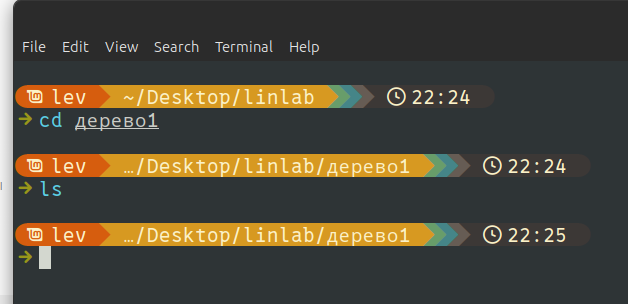 File Edit View Search Terminal Help
lev ~/Desktop/linlab 22:24
➔ cd дерево1
lev …/Desktop/linlab/дерево1 22:24
➔ ls
lev …/Desktop/linlab/дерево1 22:25
➔